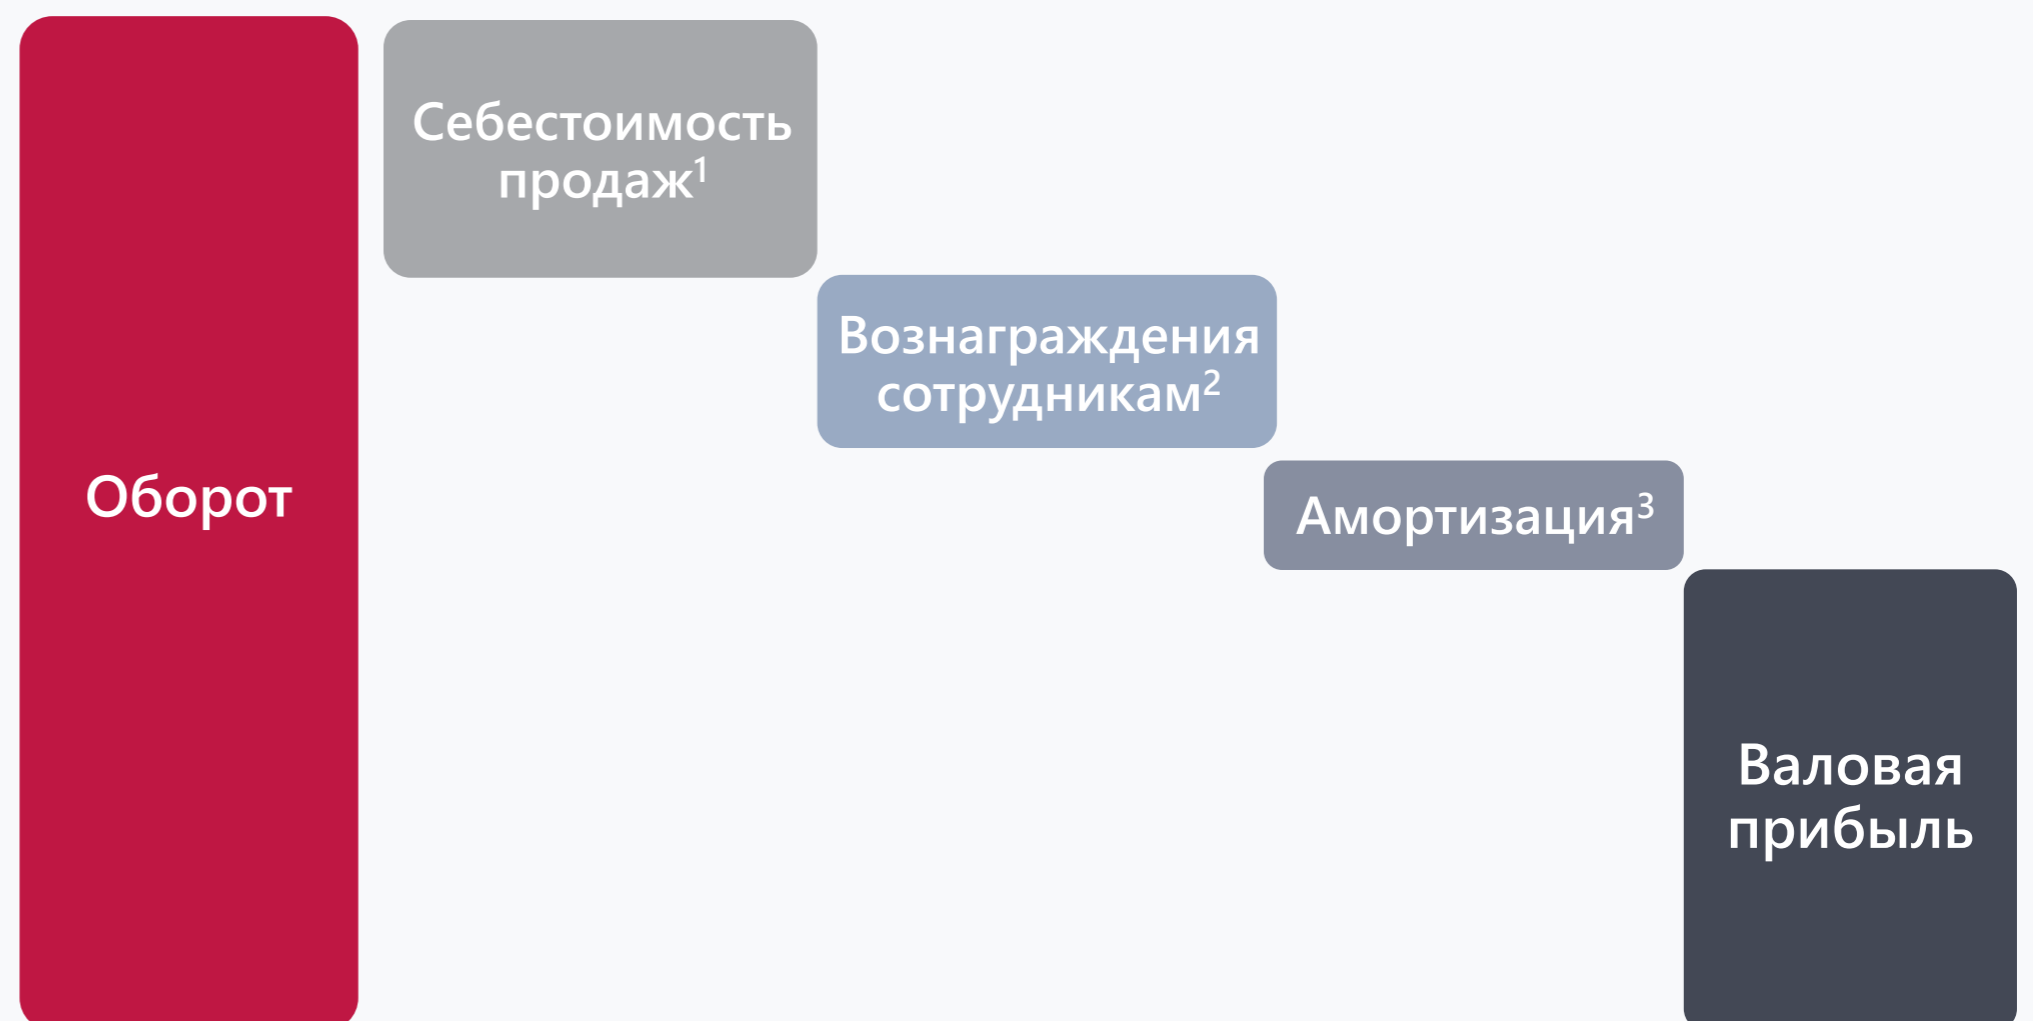 Оборот
Себестоимость
продаж¹
Вознаграждения
сотрудникам²
Амортизация³
Валовая
прибыль